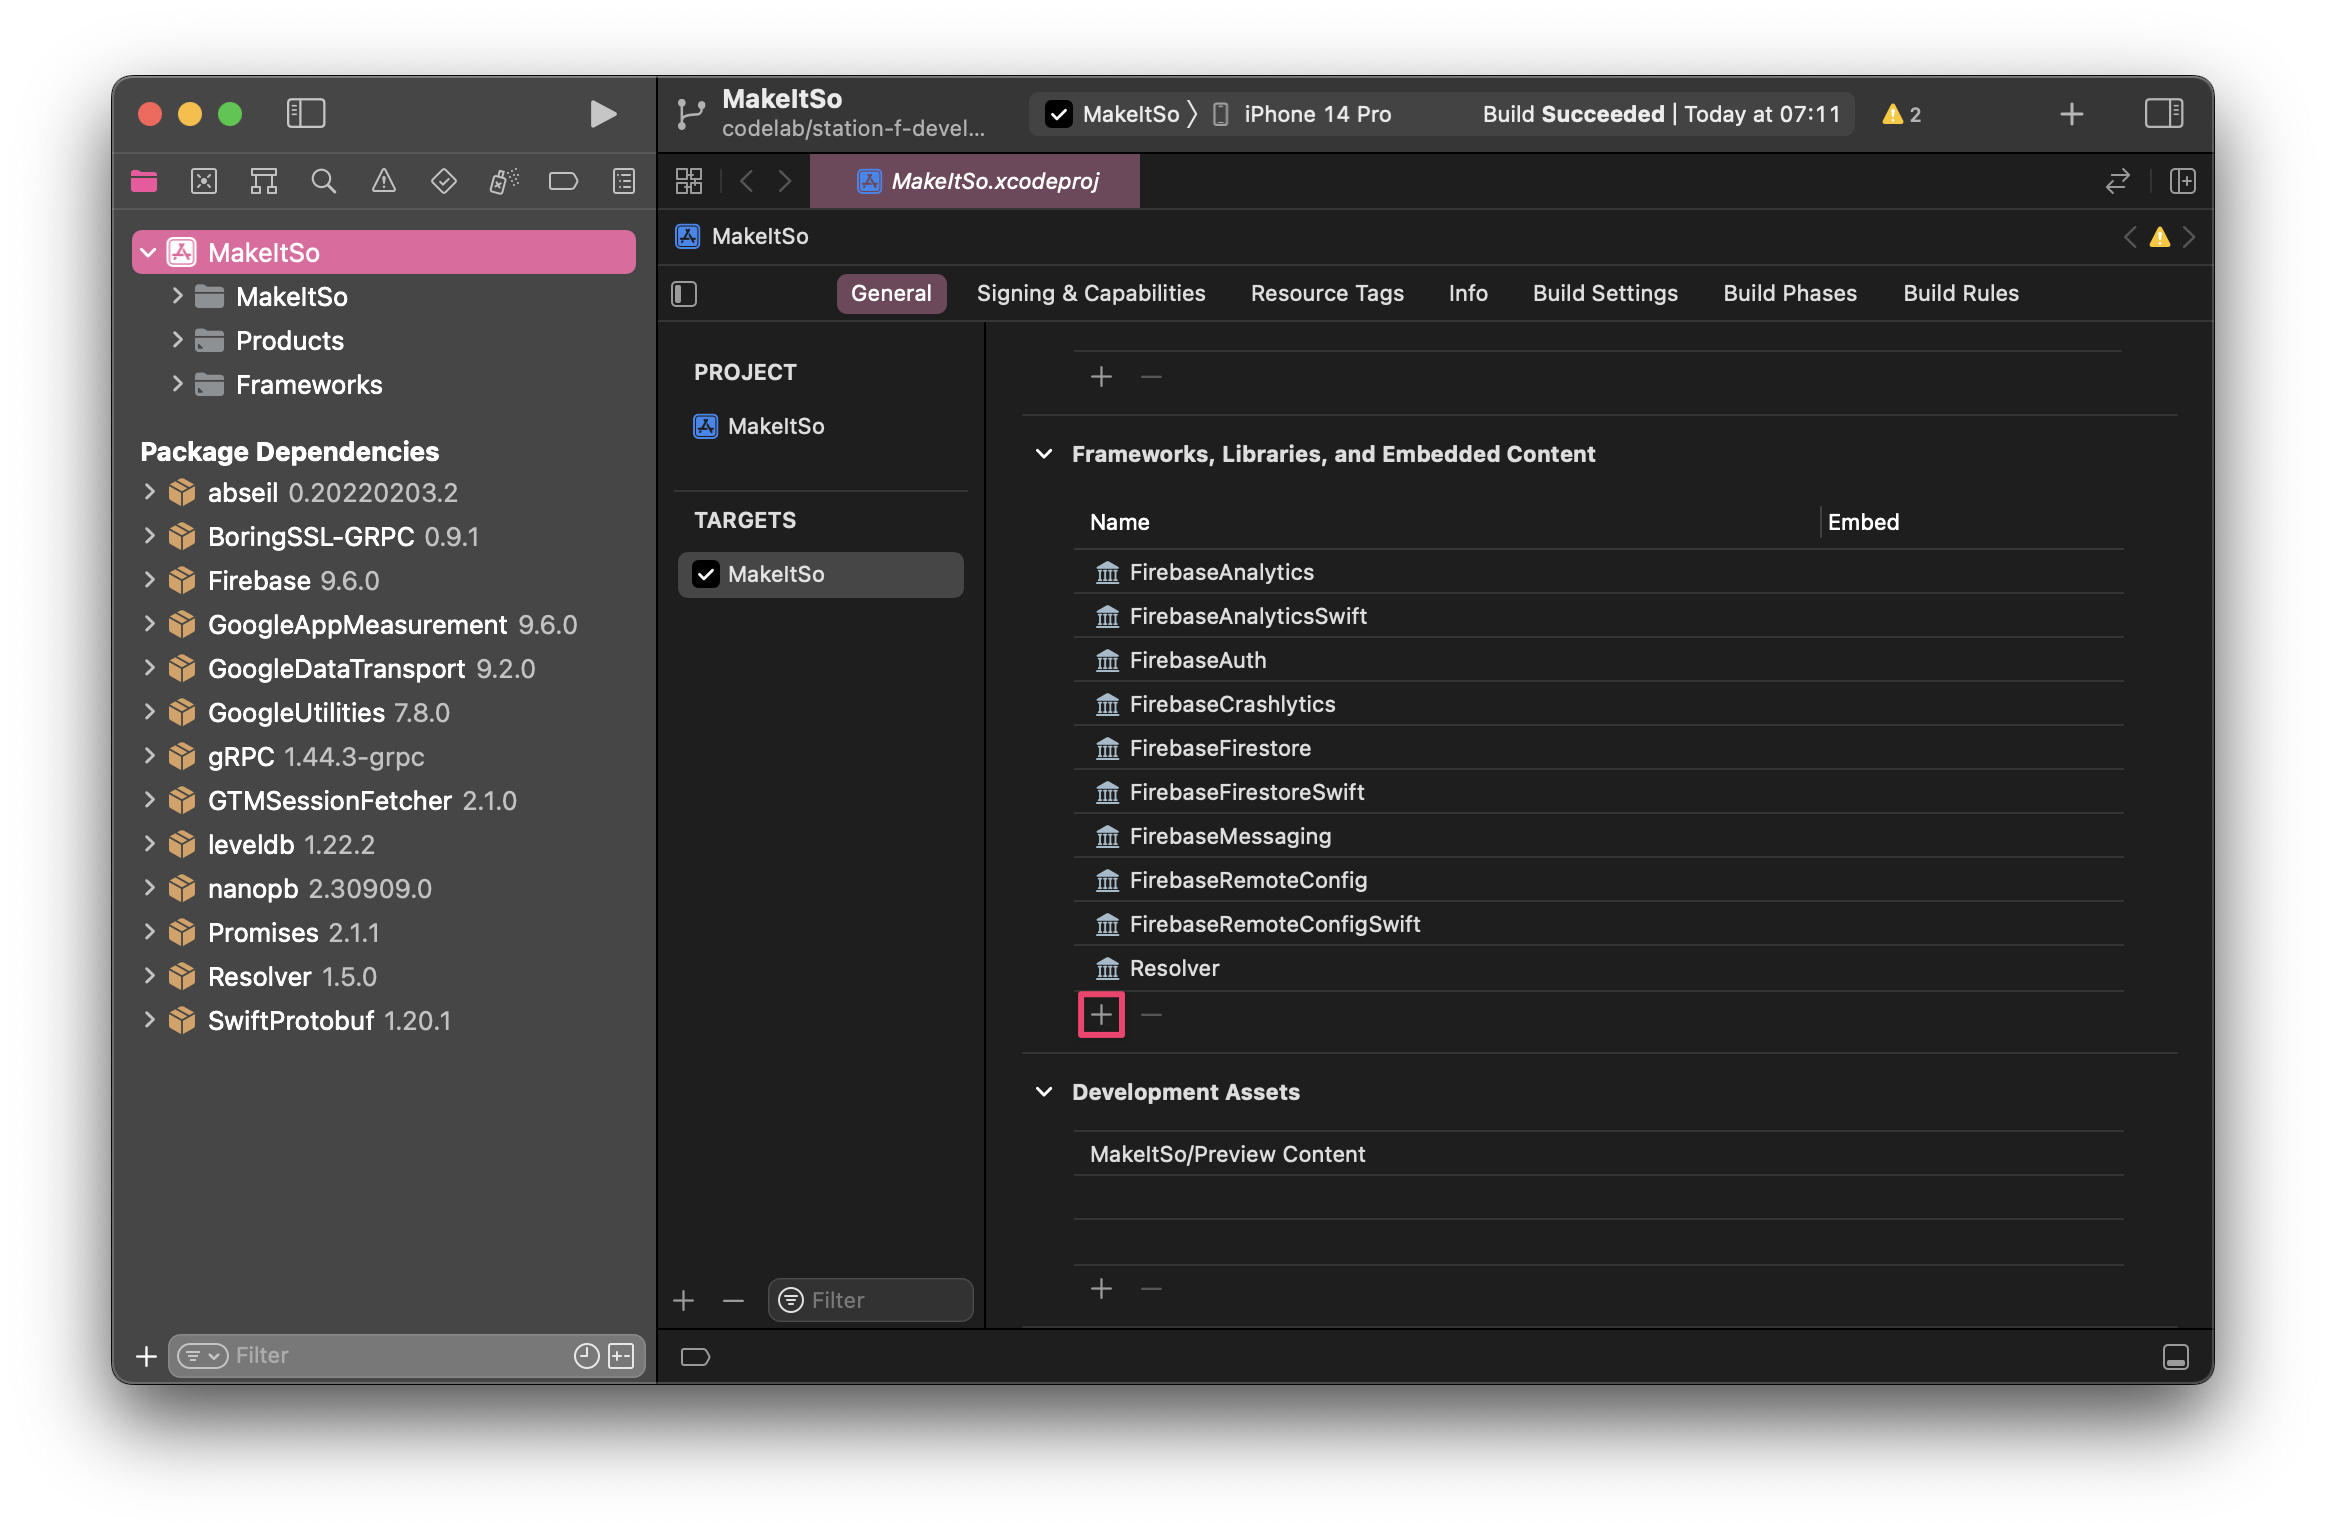 MakeItSo
codelab/station-f-devel...
MakeItSo
iPhone 14 Pro
Build Succeeded | Today at 07:11
2
MakeItSo.xcodeproj
MakeItSo
General
Signing & Capabilities
Resource Tags
Info
Build Settings
Build Phases
Build Rules
MakeItSo
MakeItSo
Products
Frameworks
Package Dependencies
abseil 0.20220203.2
BoringSSL-GRPC 0.9.1
Firebase 9.6.0
GoogleAppMeasurement 9.6.0
GoogleDataTransport 9.2.0
GoogleUtilities 7.8.0
gRPC 1.44.3-grpc
GTMSessionFetcher 2.1.0
leveldb 1.22.2
nanopb 2.30909.0
Promises 2.1.1
Resolver 1.5.0
SwiftProtobuf 1.20.1
Filter
PROJECT
MakeItSo
TARGETS
MakeItSo
Filter
Frameworks, Libraries, and Embedded Content
Name
Embed
FirebaseAnalytics
FirebaseAnalyticsSwift
FirebaseAuth
FirebaseCrashlytics
FirebaseFirestore
FirebaseFirestoreSwift
FirebaseMessaging
FirebaseRemoteConfig
FirebaseRemoteConfigSwift
Resolver
Development Assets
MakeItSo/Preview Content